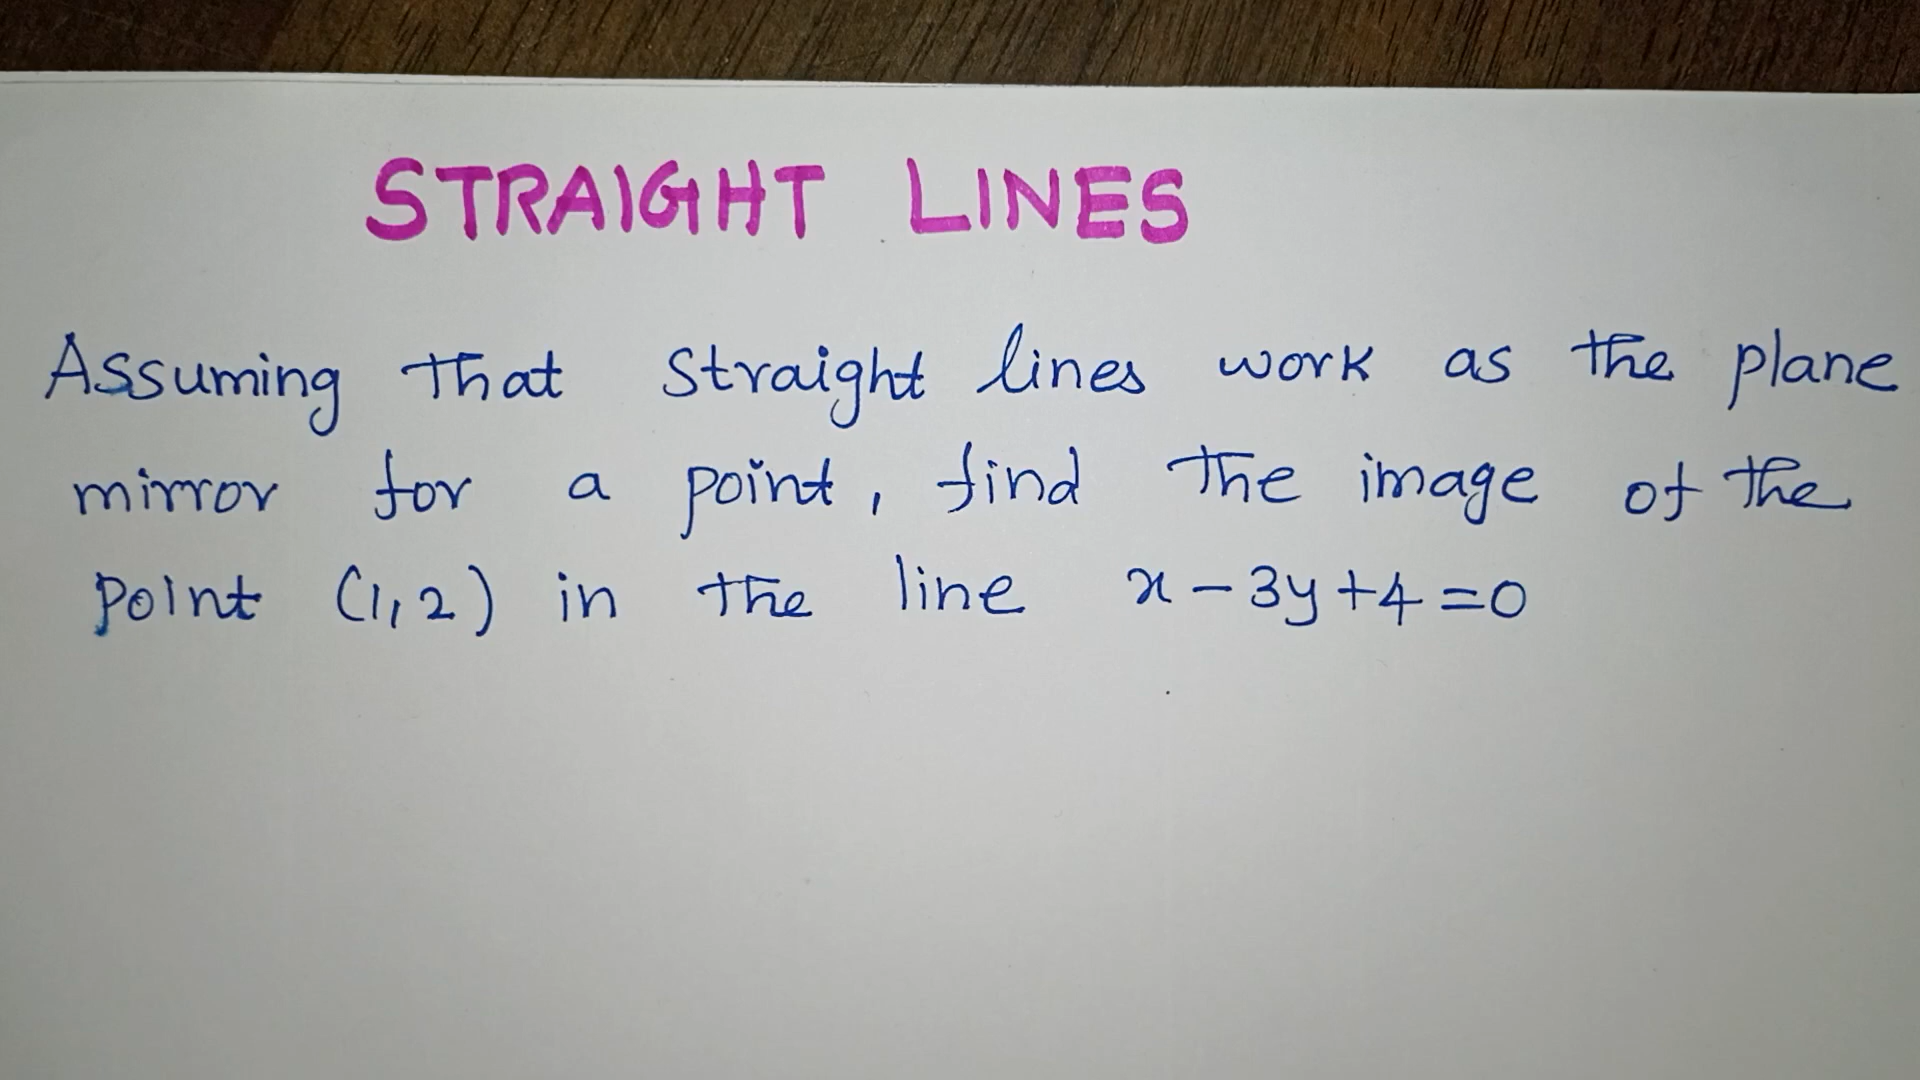 STRAIGHT LINES
Assuming that straight lines work as the plane
mirror for a point, find the image of the
point (1,2) in the line x-3y+4=0